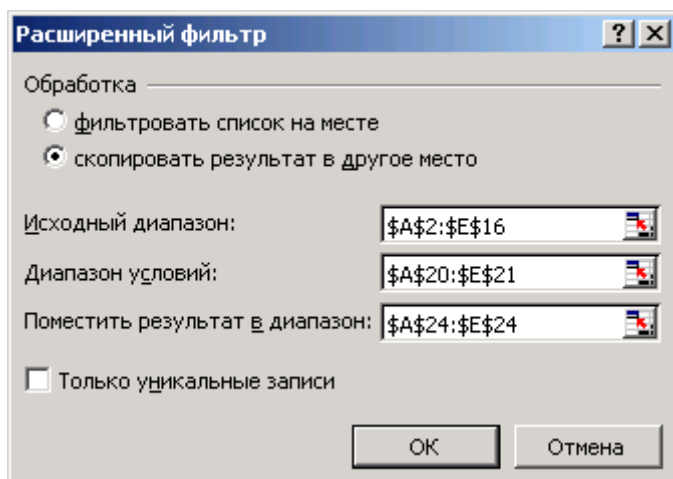 Расширенный фильтр
Обработка
фильтровать список на месте
скопировать результат в другое место
Исходный диапазон: $A$2:$E$16
Диапазон условий: $A$20:$E$21
Поместить результат в диапазон: $A$24:$E$24
Только уникальные записи
ОК Отмена